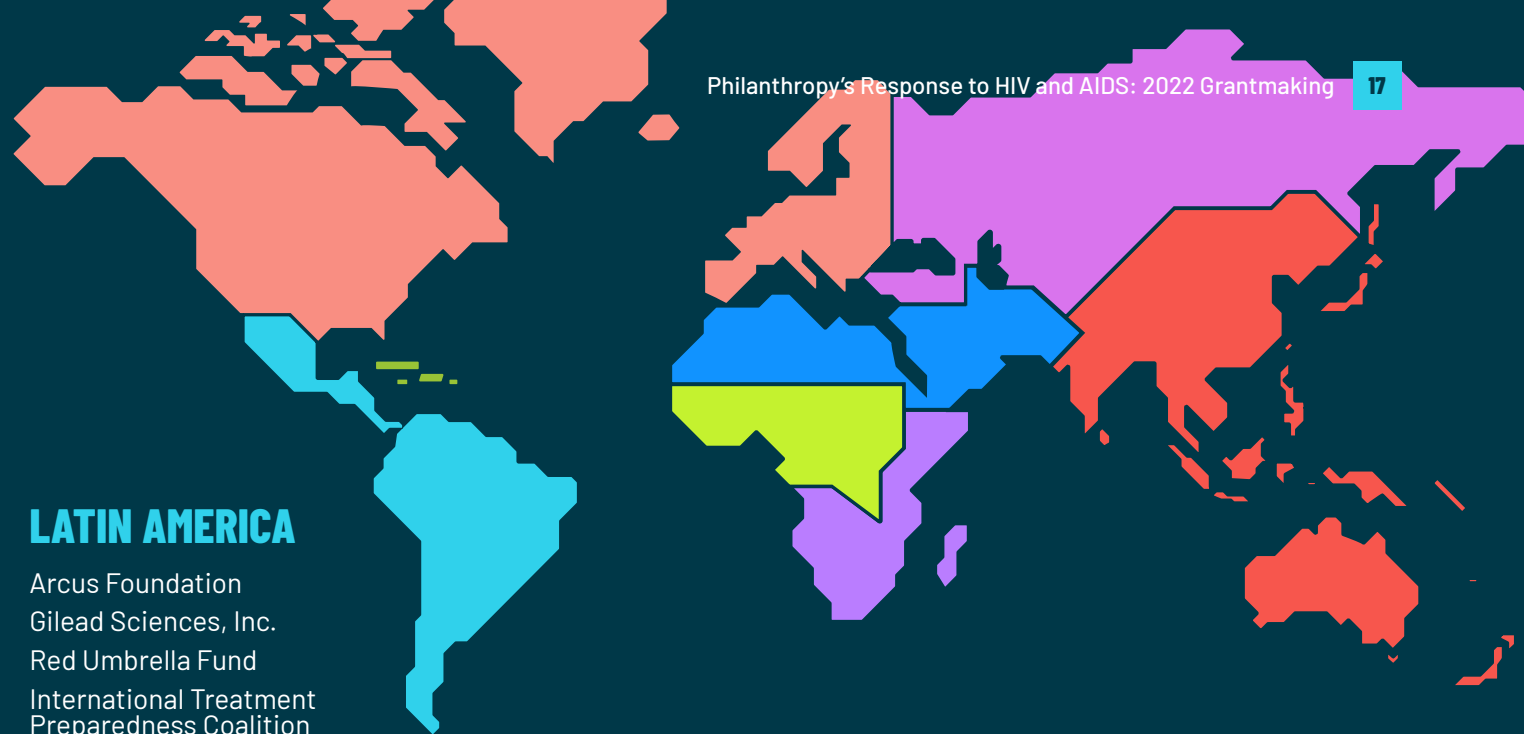 Philanthropy’s Response to HIV and AIDS: 2022 Grantmaking 17
LATIN AMERICA
Arcus Foundation
Gilead Sciences, Inc.
Red Umbrella Fund
International Treatment
Preparedness Coalition